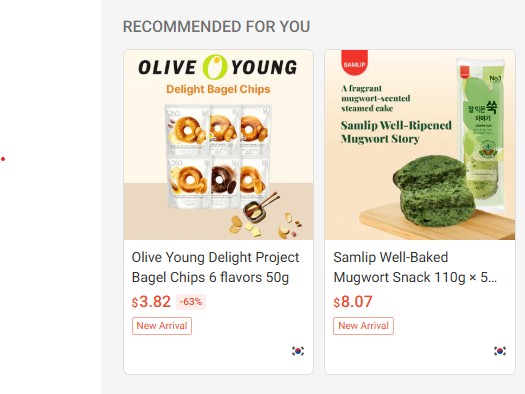 RECOMMENDED FOR YOU
OLIVE YOUNG
Delight Bagel Chips
Olive Young Delight Project
Bagel Chips 6 flavors 50g
$3.82 -63%
New Arrival
SAMLIP
No.1
A fragrant
mugwort-scented
steamed cake
Samlip Well-Ripened
Mugwort Story
잘 익은 쑥
이야기
Samlip Well-Baked
Mugwort Snack 110g × 5...
$8.07
New Arrival